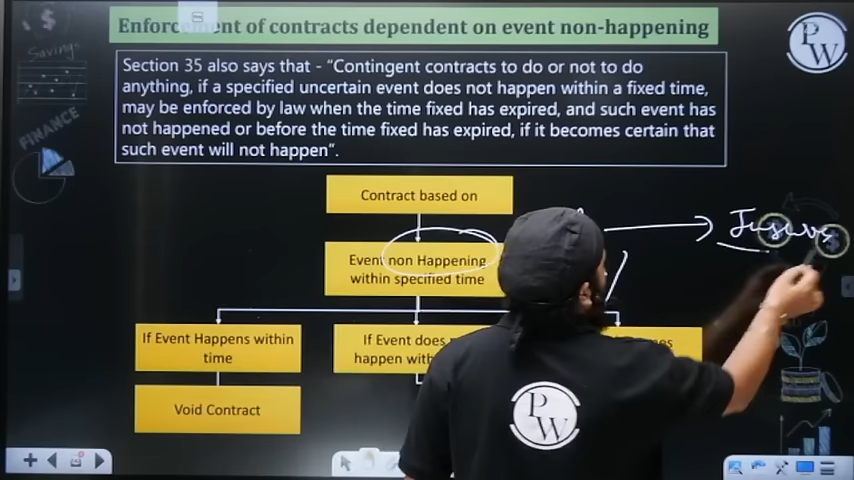 Enforcement of contracts dependent on event non-happening
Section 35 also says that - “Contingent contracts to do or not to do
anything, if a specified uncertain event does not happen within a fixed time,
may be enforced by law when the time fixed has expired, and such event has
not happened or before the time fixed has expired, if it becomes certain that
such event will not happen”.
Savings
FINANCE
PW
Contract based on
Event non Happening
within specified time
If Event Happens within
time
If Event does
happen
Void Contract
PW